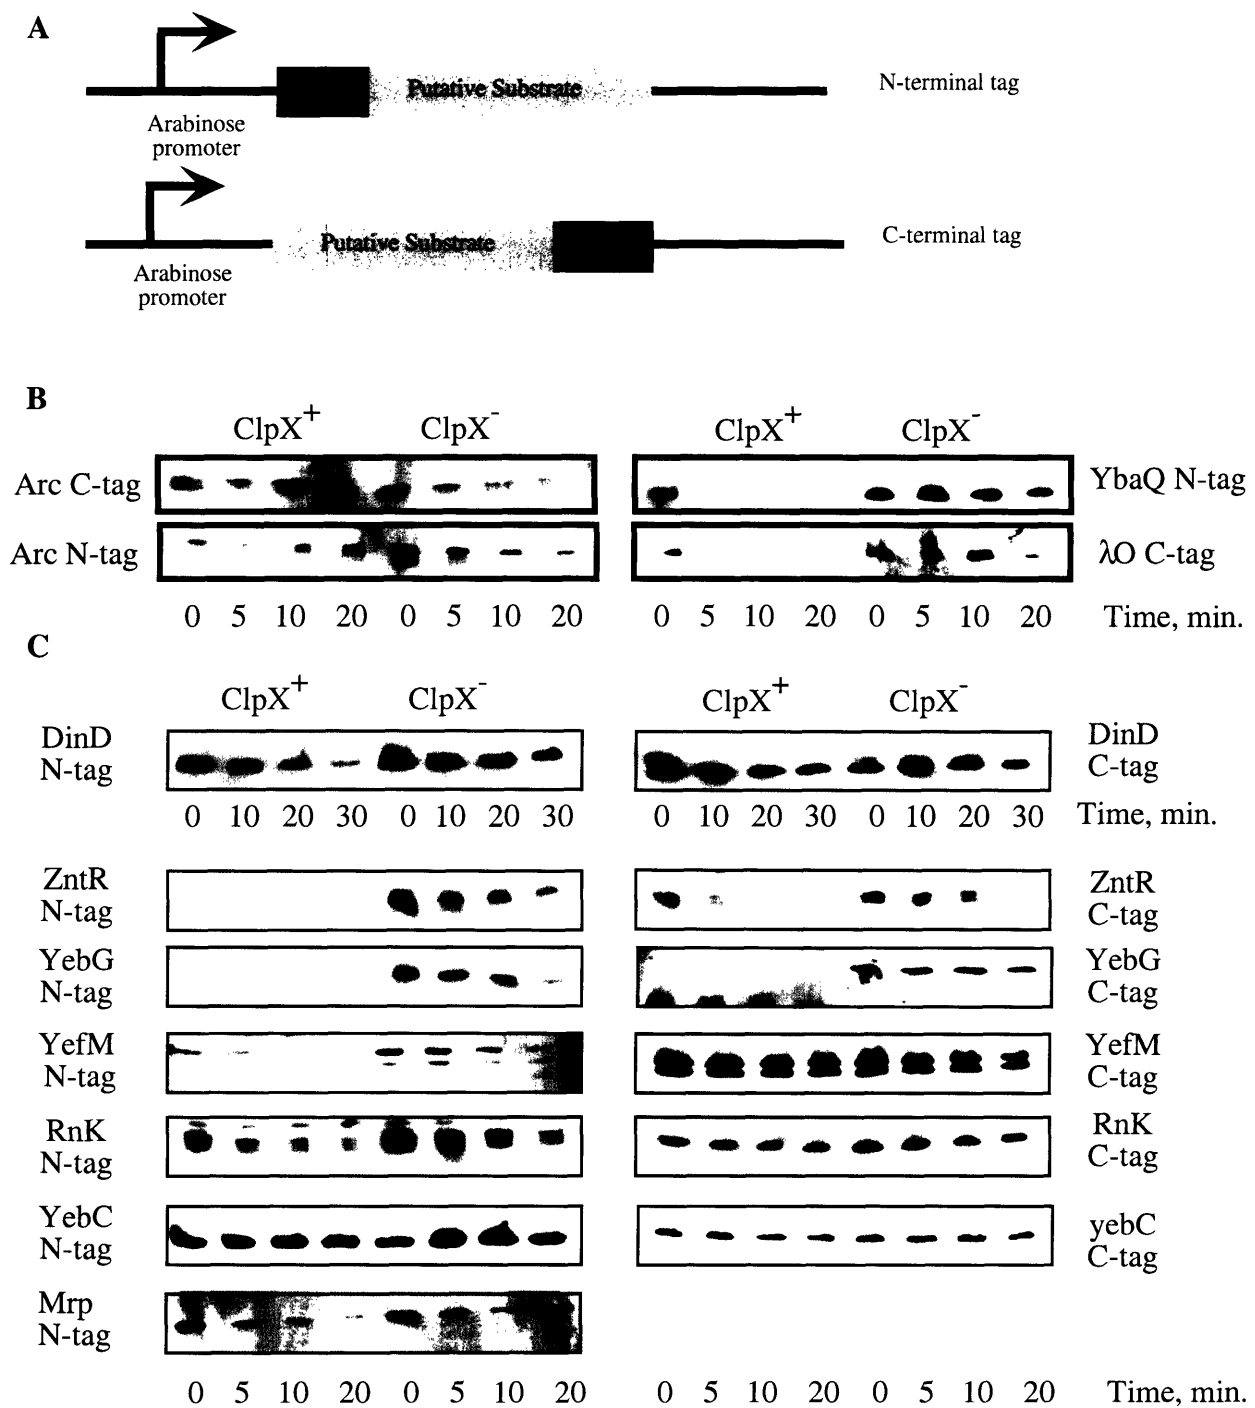 A
Putative Substrate
N-terminal tag
Arabinose
promoter
Putative Substrate
C-terminal tag
Arabinose
promoter
B
ClpX+ ClpX- ClpX+ ClpX-
Arc C-tag
YbaQ N-tag
Arc N-tag
λO C-tag
0 5 10 20 0 5 10 20 0 5 10 20 0 5 10 20 Time, min.
C
ClpX+ ClpX- ClpX+ ClpX-
DinD
N-tag
DinD
C-tag
0 10 20 30 0 10 20 30 0 10 20 30 0 10 20 30 Time, min.
ZntR
N-tag
ZntR
C-tag
YebG
N-tag
YebG
C-tag
YefM
N-tag
YefM
C-tag
RnK
N-tag
RnK
C-tag
YebC
N-tag
yebC
C-tag
Mrp
N-tag
0 5 10 20 0 5 10 20 0 5 10 20 0 5 10 20 Time, min.